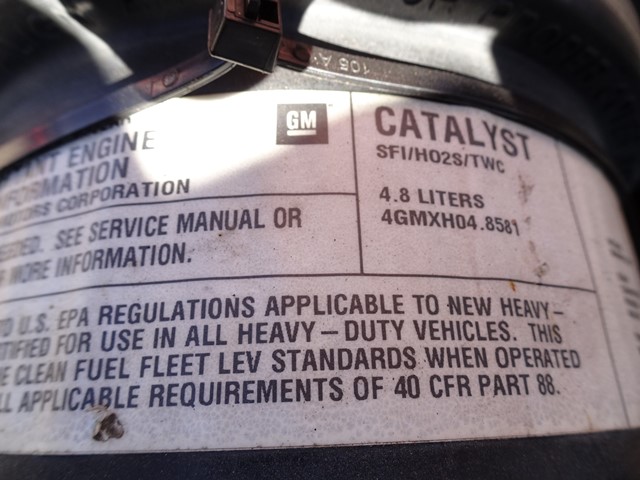 105 A
GM
ENGINE
INFORMATION
MOTORS CORPORATION
SEE SERVICE MANUAL OR
MORE INFORMATION.
CATALYST
SFI/HO2S/TWC
4.8 LITERS
4GMXH04.8581
U.S. EPA REGULATIONS APPLICABLE TO NEW HEAVY-
FOR USE IN ALL HEAVY-DUTY VEHICLES. THIS
CLEAN FUEL FLEET LEV STANDARDS WHEN OPERATED
APPLICABLE REQUIREMENTS OF 40 CFR PART 88.